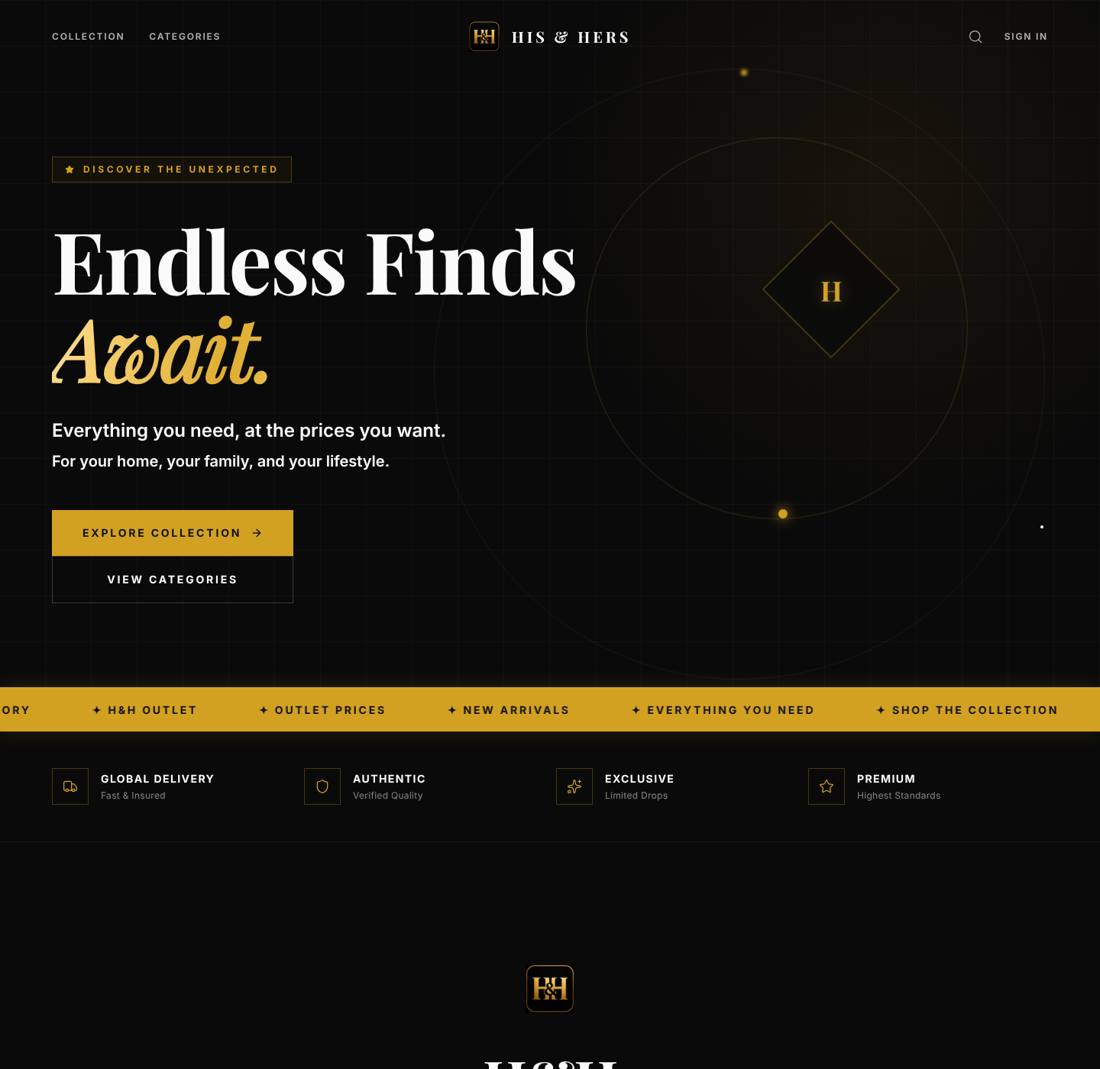 COLLECTION CATEGORIES H&H HIS & HERS SIGN IN
DISCOVER THE UNEXPECTED
Endless Finds
H
Await.
Everything you need, at the prices you want.
For your home, your family, and your lifestyle.
EXPLORE COLLECTION →
VIEW CATEGORIES
ORY ✦ H&H OUTLET ✦ OUTLET PRICES ✦ NEW ARRIVALS ✦ EVERYTHING YOU NEED ✦ SHOP THE COLLECTION
GLOBAL DELIVERY
Fast & Insured
AUTHENTIC
Verified Quality
EXCLUSIVE
Limited Drops
PREMIUM
Highest Standards
H&H